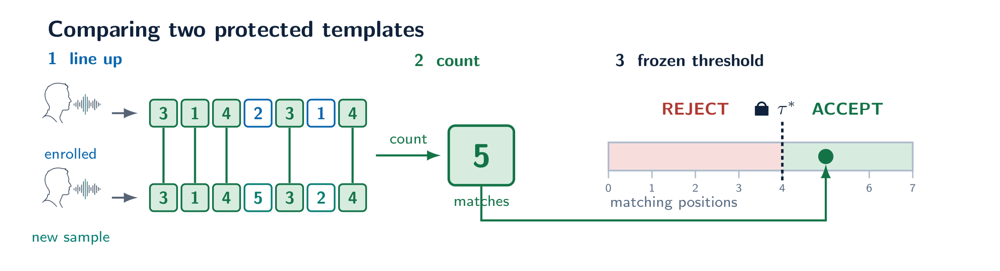 Comparing two protected templates
1 line up
2 count
3 frozen threshold
REJECT τ* ACCEPT
3 1 4 2 3 1 4
count
5
enrolled
matches
3 1 4 5 3 2 4
0 1 2 3 4 6 7
matching positions
new sample